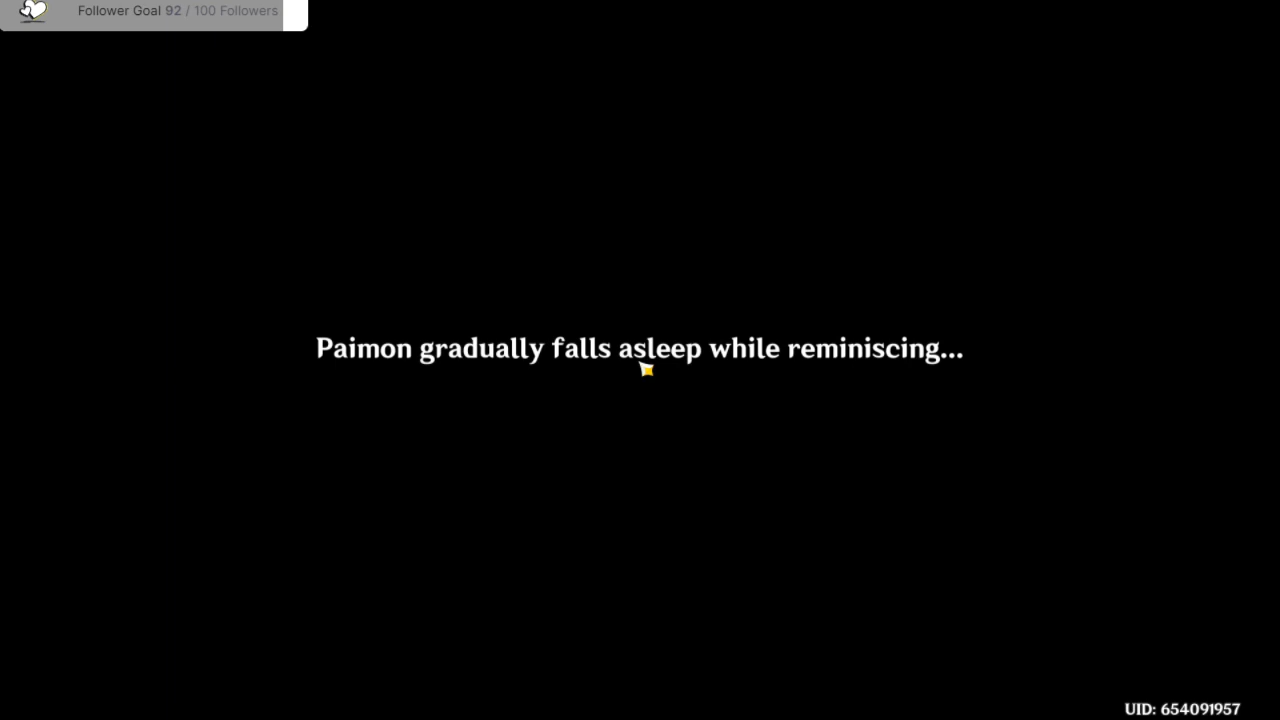 Follower Goal 92 / 100 Followers
Paimon gradually falls asleep while reminiscing...
UID: 654091957